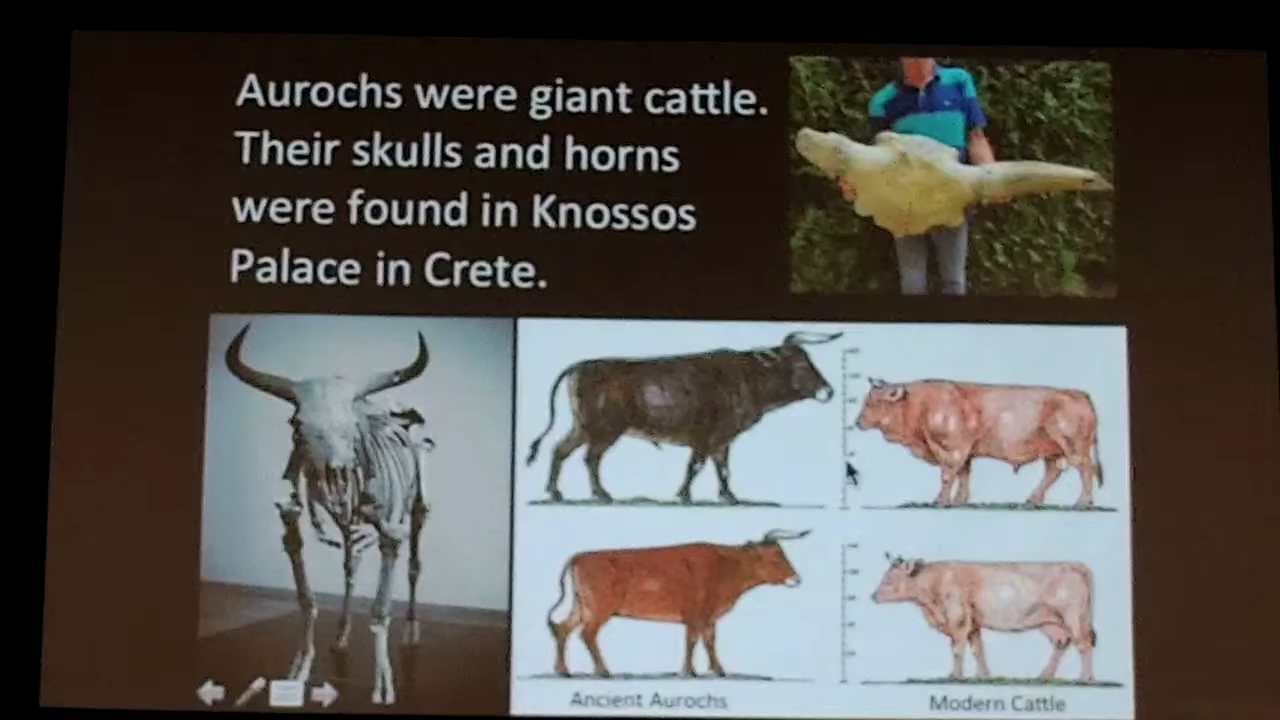 Aurochs were giant cattle.
Their skulls and horns
were found in Knossos
Palace in Crete.
Ancient Aurochs
Modern Cattle